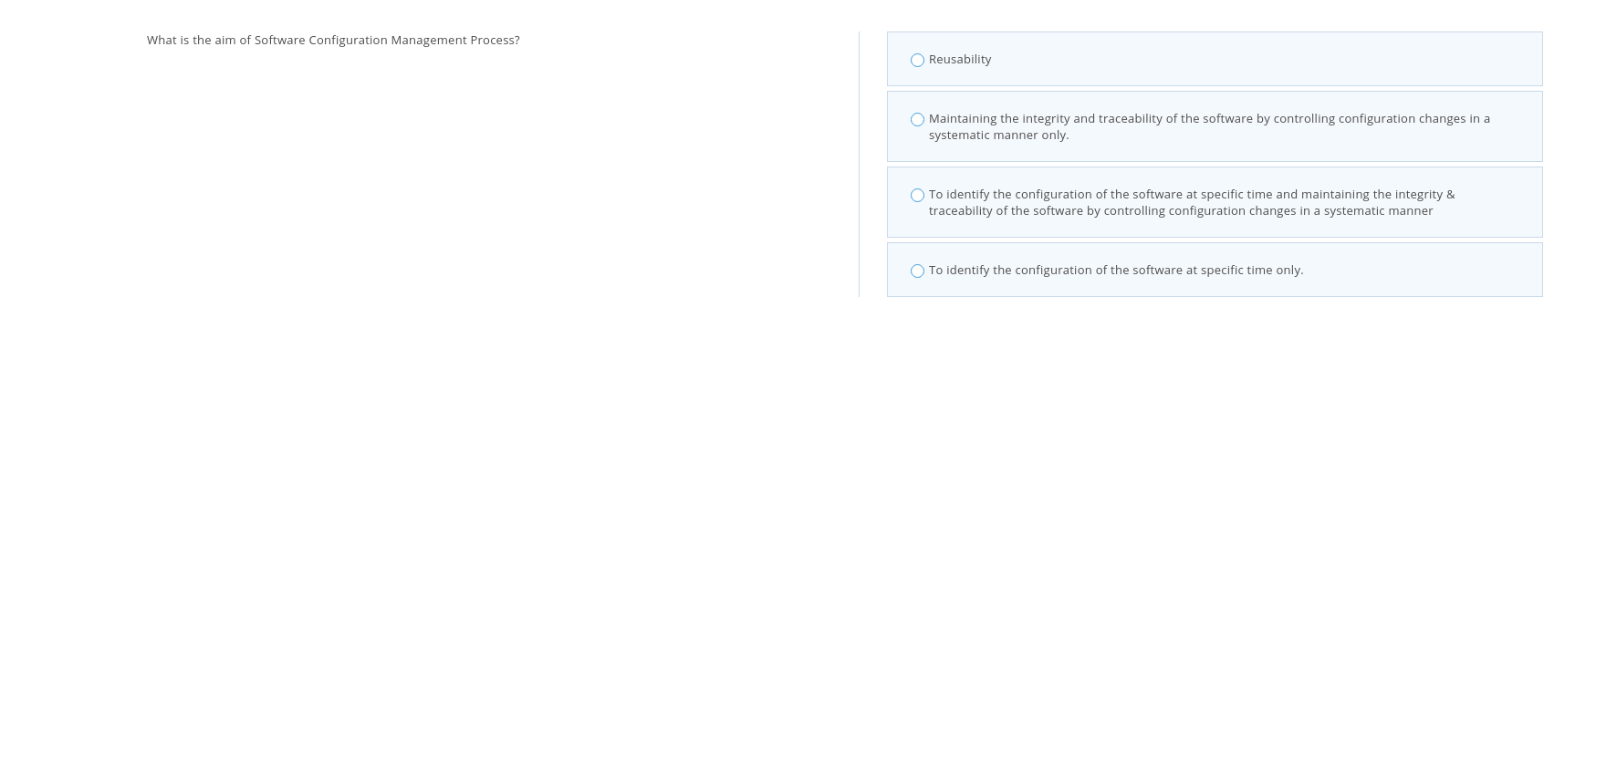 What is the aim of Software Configuration Management Process?
Reusability
Maintaining the integrity and traceability of the software by controlling configuration changes in a
systematic manner only.
To identify the configuration of the software at specific time and maintaining the integrity &
traceability of the software by controlling configuration changes in a systematic manner
To identify the configuration of the software at specific time only.